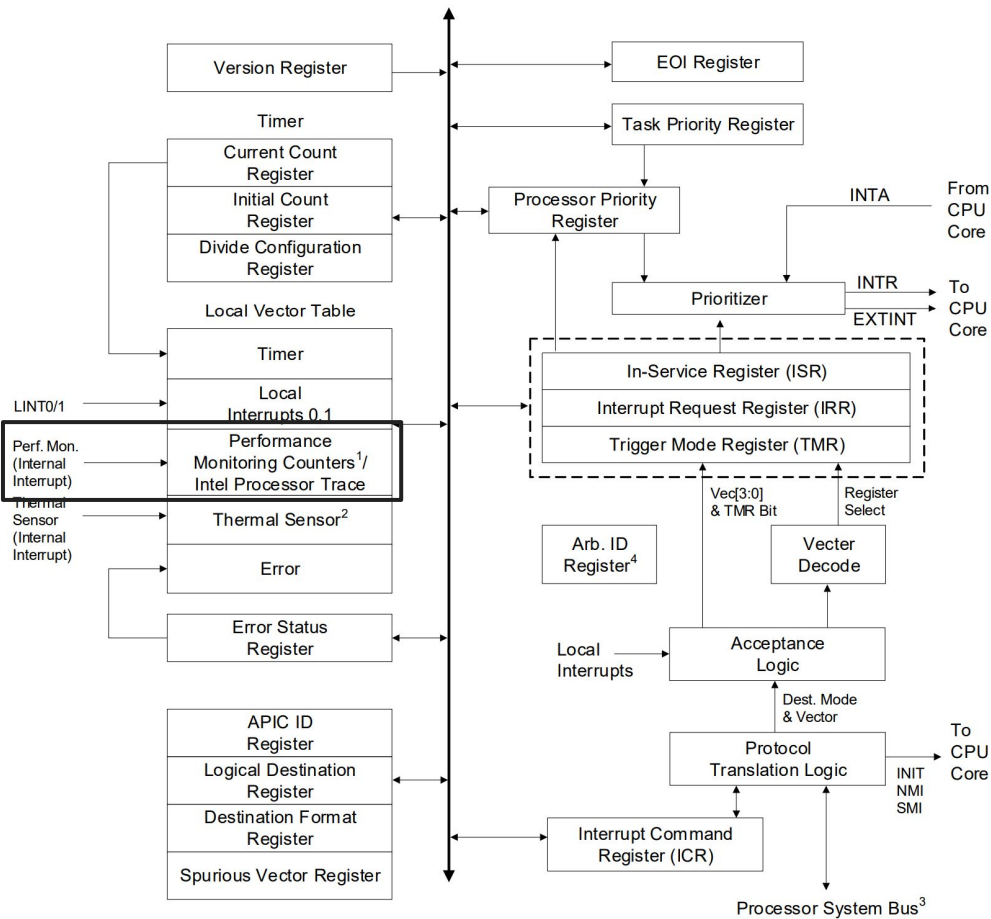 Version Register
EOI Register
Timer
Task Priority Register
Current Count
Register
Initial Count
Register
Divide Configuration
Register
Processor Priority
Register
INTA
From
CPU
Core
Prioritizer
INTR
EXTINT
To
CPU
Core
Local Vector Table
Timer
LINT0/1
Local
Interrupts 0.1
Perf. Mon.
(Internal
Interrupt)
Performance
Monitoring Counters1/
Intel Processor Trace
Thermal
Sensor
(Internal
Interrupt)
Thermal Sensor2
Error
Error Status
Register
In-Service Register (ISR)
Interrupt Request Register (IRR)
Trigger Mode Register (TMR)
Vec[3:0]
& TMR Bit
Register
Select
Arb. ID
Register4
Vecter
Decode
Local
Interrupts
Acceptance
Logic
Dest. Mode
& Vector
APIC ID
Register
Logical Destination
Register
Destination Format
Register
Spurious Vector Register
Protocol
Translation Logic
INIT
NMI
SMI
To
CPU
Core
Interrupt Command
Register (ICR)
Processor System Bus3